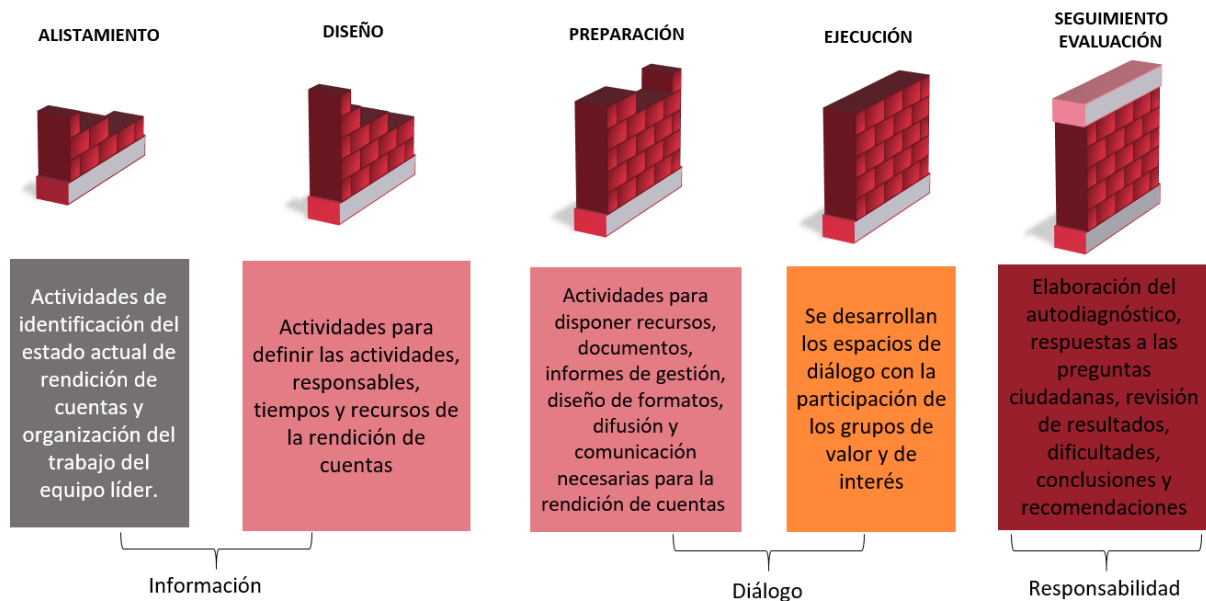 ALISTAMIENTO
DISEÑO
PREPARACIÓN
EJECUCIÓN
SEGUIMIENTO
EVALUACIÓN
Actividades de
identificación del
estado actual de
rendición de
cuentas y
organización del
trabajo del
equipo líder.
Actividades para
definir las actividades,
responsables,
tiempos y recursos de
la rendición de
cuentas
Actividades para
disponer recursos,
documentos,
informes de gestión,
diseño de formatos,
difusión y
comunicación
necesarias para la
rendición de cuentas
Se desarrollan
los espacios de
diálogo con la
participación de
los grupos de
valor y de
interés
Elaboración del
autodiagnóstico,
respuestas a las
preguntas
ciudadanas, revisión
de resultados,
dificultades,
conclusiones y
recomendaciones
Información
Diálogo
Responsabilidad